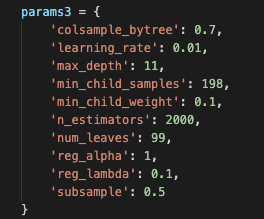 params3 = {
    'colsample_bytree': 0.7,
    'learning_rate': 0.01,
    'max_depth': 11,
    'min_child_samples': 198,
    'min_child_weight': 0.1,
    'n_estimators': 2000,
    'num_leaves': 99,
    'reg_alpha': 1,
    'reg_lambda': 0.1,
    'subsample': 0.5
}